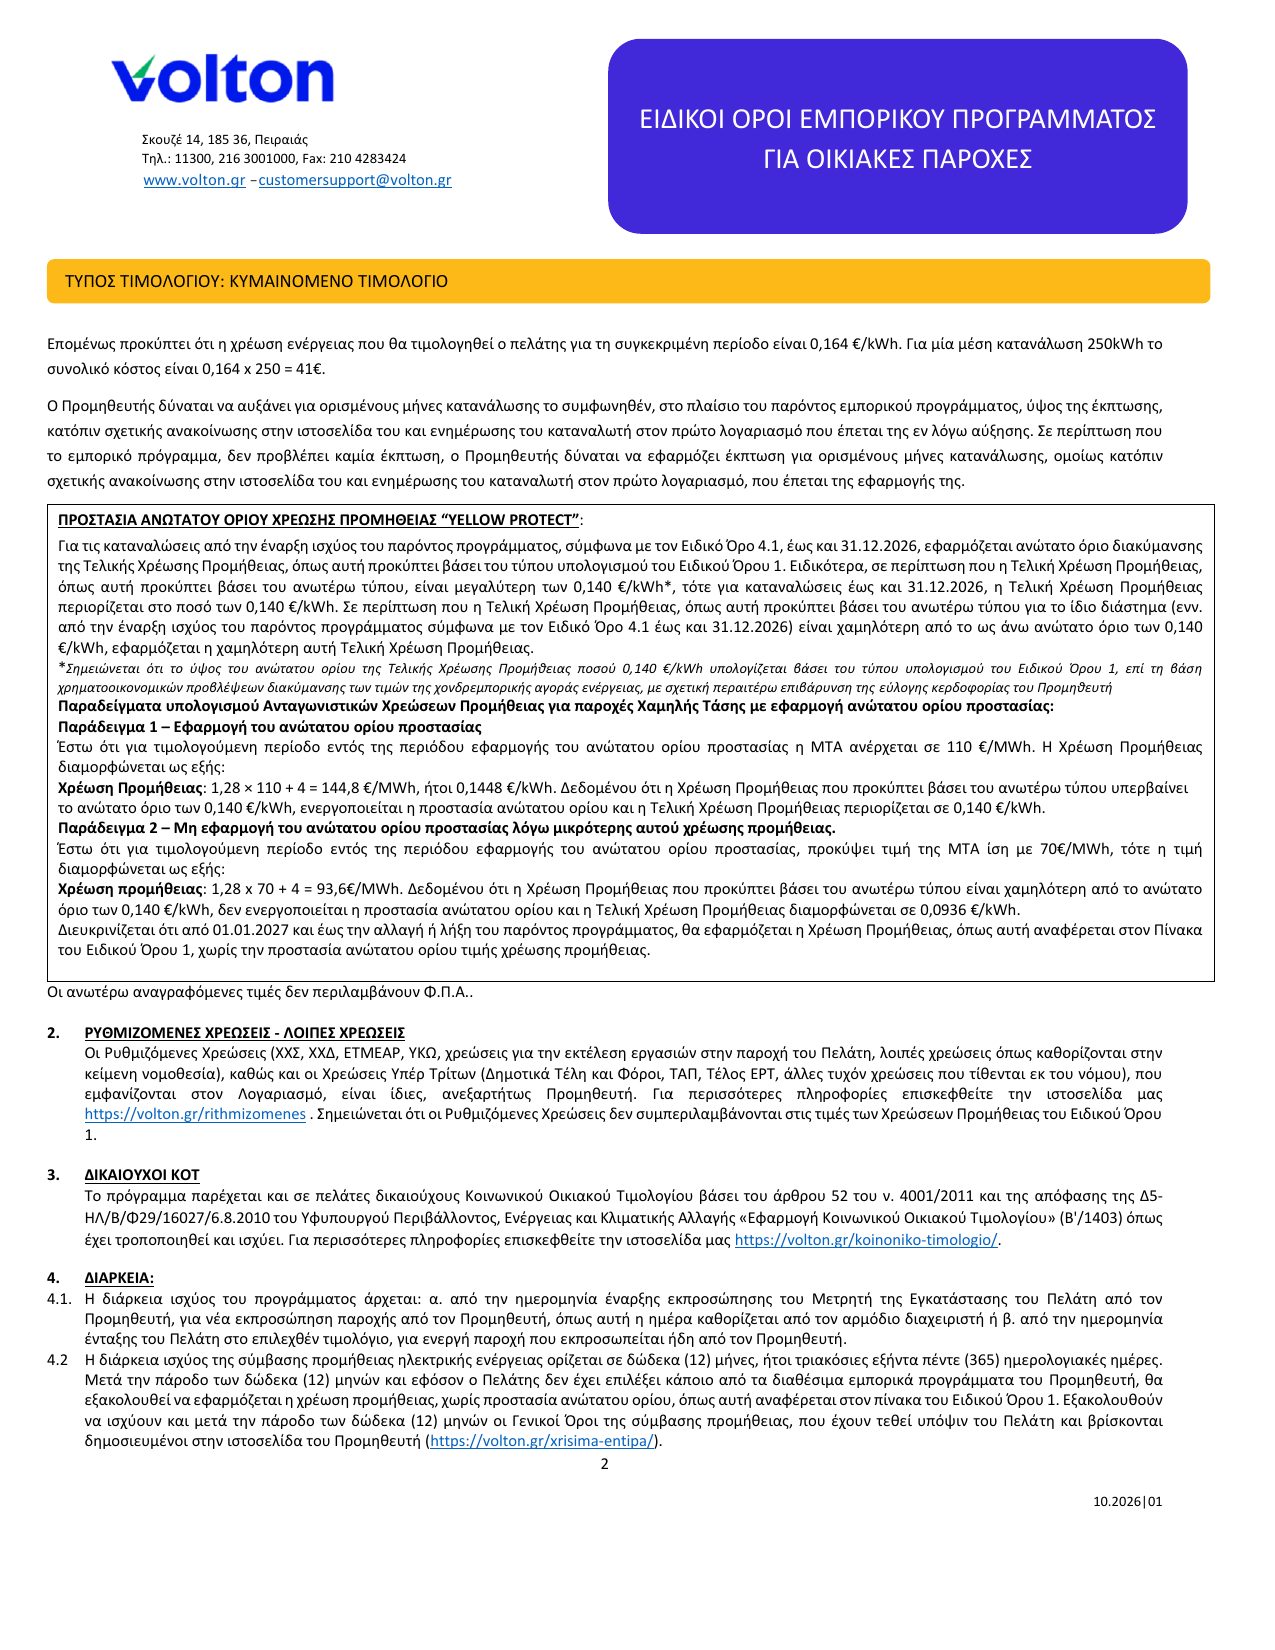 volton
Σκουζέ 14, 185 36, Πειραιάς
Τηλ.: 11300, 216 3001000, Fax: 210 4283424
www.volton.gr –customersupport@volton.gr
ΕΙΔΙΚΟΙ ΟΡΟΙ ΕΜΠΟΡΙΚΟΥ ΠΡΟΓΡΑΜΜΑΤΟΣ
ΓΙΑ ΟΙΚΙΑΚΕΣ ΠΑΡΟΧΕΣ
ΤΥΠΟΣ ΤΙΜΟΛΟΓΙΟΥ: ΚΥΜΑΙΝΟΜΕΝΟ ΤΙΜΟΛΟΓΙΟ
Επομένως προκύπτει ότι η χρέωση ενέργειας που θα τιμολογηθεί ο πελάτης για τη συγκεκριμένη περίοδο είναι 0,164 €/kWh. Για μία μέση κατανάλωση 250kWh το
συνολικό κόστος είναι 0,164 x 250 = 41€.
Ο Προμηθευτής δύναται να αυξάνει για ορισμένους μήνες κατανάλωσης το συμφωνηθέν, στο πλαίσιο του παρόντος εμπορικού προγράμματος, ύψος της έκπτωσης,
κατόπιν σχετικής ανακοίνωσης στην ιστοσελίδα του και ενημέρωσης του καταναλωτή στον πρώτο λογαριασμό που έπεται της εν λόγω αύξησης. Σε περίπτωση που
το εμπορικό πρόγραμμα, δεν προβλέπει καμία έκπτωση, ο Προμηθευτής δύναται να εφαρμόζει έκπτωση για ορισμένους μήνες κατανάλωσης, ομοίως κατόπιν
σχετικής ανακοίνωσης στην ιστοσελίδα του και ενημέρωσης του καταναλωτή στον πρώτο λογαριασμό, που έπεται της εφαρμογής της.
ΠΡΟΣΤΑΣΙΑ ΑΝΩΤΑΤΟΥ ΟΡΙΟΥ ΧΡΕΩΣΗΣ ΠΡΟΜΗΘΕΙΑΣ “YELLOW PROTECT”:
Για τις καταναλώσεις από την έναρξη ισχύος του παρόντος προγράμματος, σύμφωνα με τον Ειδικό Όρο 4.1, έως και 31.12.2026, εφαρμόζεται ανώτατο όριο διακύμανσης
της Τελικής Χρέωσης Προμήθειας, όπως αυτή προκύπτει βάσει του τύπου υπολογισμού του Ειδικού Όρου 1. Ειδικότερα, σε περίπτωση που η Τελική Χρέωση Προμήθειας,
όπως αυτή προκύπτει βάσει του ανωτέρω τύπου, είναι μεγαλύτερη των 0,140 €/kWh*, τότε για καταναλώσεις έως και 31.12.2026, η Τελική Χρέωση Προμήθειας
περιορίζεται στο ποσό των 0,140 €/kWh. Σε περίπτωση που η Τελική Χρέωση Προμήθειας, όπως αυτή προκύπτει βάσει του ανωτέρω τύπου για το ίδιο διάστημα (ενν.
από την έναρξη ισχύος του παρόντος προγράμματος σύμφωνα με τον Ειδικό Όρο 4.1 έως και 31.12.2026) είναι χαμηλότερη από το ως άνω ανώτατο όριο των 0,140
€/kWh, εφαρμόζεται η χαμηλότερη αυτή Τελική Χρέωση Προμήθειας.
*Σημειώνεται ότι το ύψος του ανώτατου ορίου της Τελικής Χρέωσης Προμήθειας ποσού 0,140 €/kWh υπολογίζεται βάσει του τύπου υπολογισμού του Ειδικού Όρου 1, επί τη βάση
χρηματοοικονομικών προβλέψεων διακύμανσης των τιμών της χονδρεμπορικής αγοράς ενέργειας, με σχετική περαιτέρω επιβάρυνση της εύλογης κερδοφορίας του Προμηθευτή
Παραδείγματα υπολογισμού Ανταγωνιστικών Χρεώσεων Προμήθειας για παροχές Χαμηλής Τάσης με εφαρμογή ανώτατου ορίου προστασίας:
Παράδειγμα 1 – Εφαρμογή του ανώτατου ορίου προστασίας
Έστω ότι για τιμολογούμενη περίοδο εντός της περιόδου εφαρμογής του ανώτατου ορίου προστασίας η ΜΤΑ ανέρχεται σε 110 €/MWh. Η Χρέωση Προμήθειας
διαμορφώνεται ως εξής:
Χρέωση Προμήθειας: 1,28 × 110 + 4 = 144,8 €/MWh, ήτοι 0,1448 €/kWh. Δεδομένου ότι η Χρέωση Προμήθειας που προκύπτει βάσει του ανωτέρω τύπου υπερβαίνει
το ανώτατο όριο των 0,140 €/kWh, ενεργοποιείται η προστασία ανώτατου ορίου και η Τελική Χρέωση Προμήθειας περιορίζεται σε 0,140 €/kWh.
Παράδειγμα 2 – Μη εφαρμογή του ανώτατου ορίου προστασίας λόγω μικρότερης αυτού χρέωσης προμήθειας.
Έστω ότι για τιμολογούμενη περίοδο εντός της περιόδου εφαρμογής του ανώτατου ορίου προστασίας, προκύψει τιμή της ΜΤΑ ίση με 70€/MWh, τότε η τιμή
διαμορφώνεται ως εξής:
Χρέωση προμήθειας: 1,28 x 70 + 4 = 93,6€/MWh. Δεδομένου ότι η Χρέωση Προμήθειας που προκύπτει βάσει του ανωτέρω τύπου είναι χαμηλότερη από το ανώτατο
όριο των 0,140 €/kWh, δεν ενεργοποιείται η προστασία ανώτατου ορίου και η Τελική Χρέωση Προμήθειας διαμορφώνεται σε 0,0936 €/kWh.
Διευκρινίζεται ότι από 01.01.2027 και έως την αλλαγή ή λήξη του παρόντος προγράμματος, θα εφαρμόζεται η Χρέωση Προμήθειας, όπως αυτή αναφέρεται στον Πίνακα
του Ειδικού Όρου 1, χωρίς την προστασία ανώτατου ορίου τιμής χρέωσης προμήθειας.
Οι ανωτέρω αναγραφόμενες τιμές δεν περιλαμβάνουν Φ.Π.Α..
2. ΡΥΘΜΙΖΟΜΕΝΕΣ ΧΡΕΩΣΕΙΣ - ΛΟΙΠΕΣ ΧΡΕΩΣΕΙΣ
Οι Ρυθμιζόμενες Χρεώσεις (ΧΧΣ, ΧΧΔ, ΕΤΜΕΑΡ, ΥΚΩ, χρεώσεις για την εκτέλεση εργασιών στην παροχή του Πελάτη, λοιπές χρεώσεις όπως καθορίζονται στην
κείμενη νομοθεσία), καθώς και οι Χρεώσεις Υπέρ Τρίτων (Δημοτικά Τέλη και Φόροι, ΤΑΠ, Τέλος ΕΡΤ, άλλες τυχόν χρεώσεις που τίθενται εκ του νόμου), που
εμφανίζονται στον Λογαριασμό, είναι ίδιες, ανεξαρτήτως Προμηθευτή. Για περισσότερες πληροφορίες επισκεφθείτε την ιστοσελίδα μας
https://volton.gr/rithmizomenes . Σημειώνεται ότι οι Ρυθμιζόμενες Χρεώσεις δεν συμπεριλαμβάνονται στις τιμές των Χρεώσεων Προμήθειας του Ειδικού Όρου
1.
3. ΔΙΚΑΙΟΥΧΟΙ ΚΟΤ
Το πρόγραμμα παρέχεται και σε πελάτες δικαιούχους Κοινωνικού Οικιακού Τιμολογίου βάσει του άρθρου 52 του ν. 4001/2011 και της απόφασης της Δ5-
ΗΛ/Β/Φ29/16027/6.8.2010 του Υφυπουργού Περιβάλλοντος, Ενέργειας και Κλιματικής Αλλαγής «Εφαρμογή Κοινωνικού Οικιακού Τιμολογίου» (Β'/1403) όπως
έχει τροποποιηθεί και ισχύει. Για περισσότερες πληροφορίες επισκεφθείτε την ιστοσελίδα μας https://volton.gr/koinoniko-timologio/.
4. ΔΙΑΡΚΕΙΑ:
4.1. Η διάρκεια ισχύος του προγράμματος άρχεται: α. από την ημερομηνία έναρξης εκπροσώπησης του Μετρητή της Εγκατάστασης του Πελάτη από τον
Προμηθευτή, για νέα εκπροσώπηση παροχής από τον Προμηθευτή, όπως αυτή η ημέρα καθορίζεται από τον αρμόδιο διαχειριστή ή β. από την ημερομηνία
ένταξης του Πελάτη στο επιλεχθέν τιμολόγιο, για ενεργή παροχή που εκπροσωπείται ήδη από τον Προμηθευτή.
4.2 Η διάρκεια ισχύος της σύμβασης προμήθειας ηλεκτρικής ενέργειας ορίζεται σε δώδεκα (12) μήνες, ήτοι τριακόσιες εξήντα πέντε (365) ημερολογιακές ημέρες.
Μετά την πάροδο των δώδεκα (12) μηνών και εφόσον ο Πελάτης δεν έχει επιλέξει κάποιο από τα διαθέσιμα εμπορικά προγράμματα του Προμηθευτή, θα
εξακολουθεί να εφαρμόζεται η χρέωση προμήθειας, χωρίς προστασία ανώτατου ορίου, όπως αυτή αναφέρεται στον πίνακα του Ειδικού Όρου 1. Εξακολουθούν
να ισχύουν και μετά την πάροδο των δώδεκα (12) μηνών οι Γενικοί Όροι της σύμβασης προμήθειας, που έχουν τεθεί υπόψιν του Πελάτη και βρίσκονται
δημοσιευμένοι στην ιστοσελίδα του Προμηθευτή (https://volton.gr/xrisima-entipa/).
2
10.2026|01